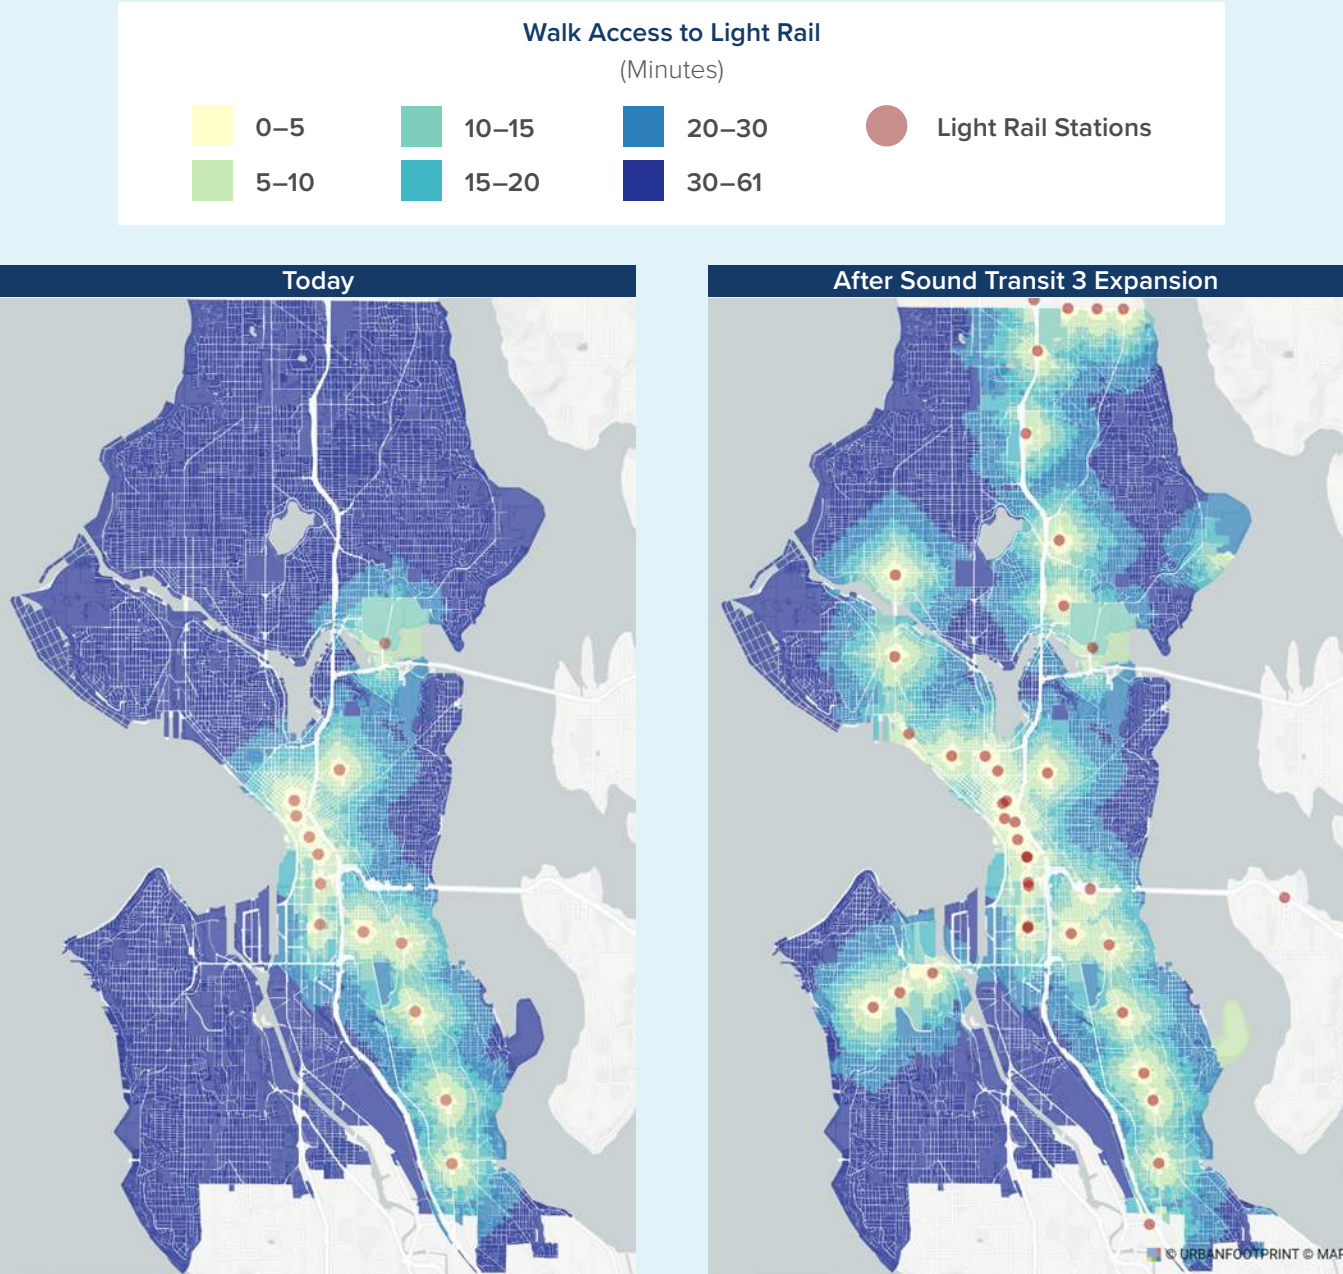 Walk Access to Light Rail
(Minutes)
0–5
10–15
20–30
Light Rail Stations
5–10
15–20
30–61
Today
After Sound Transit 3 Expansion
© URBANFOOTPRINT © MAP